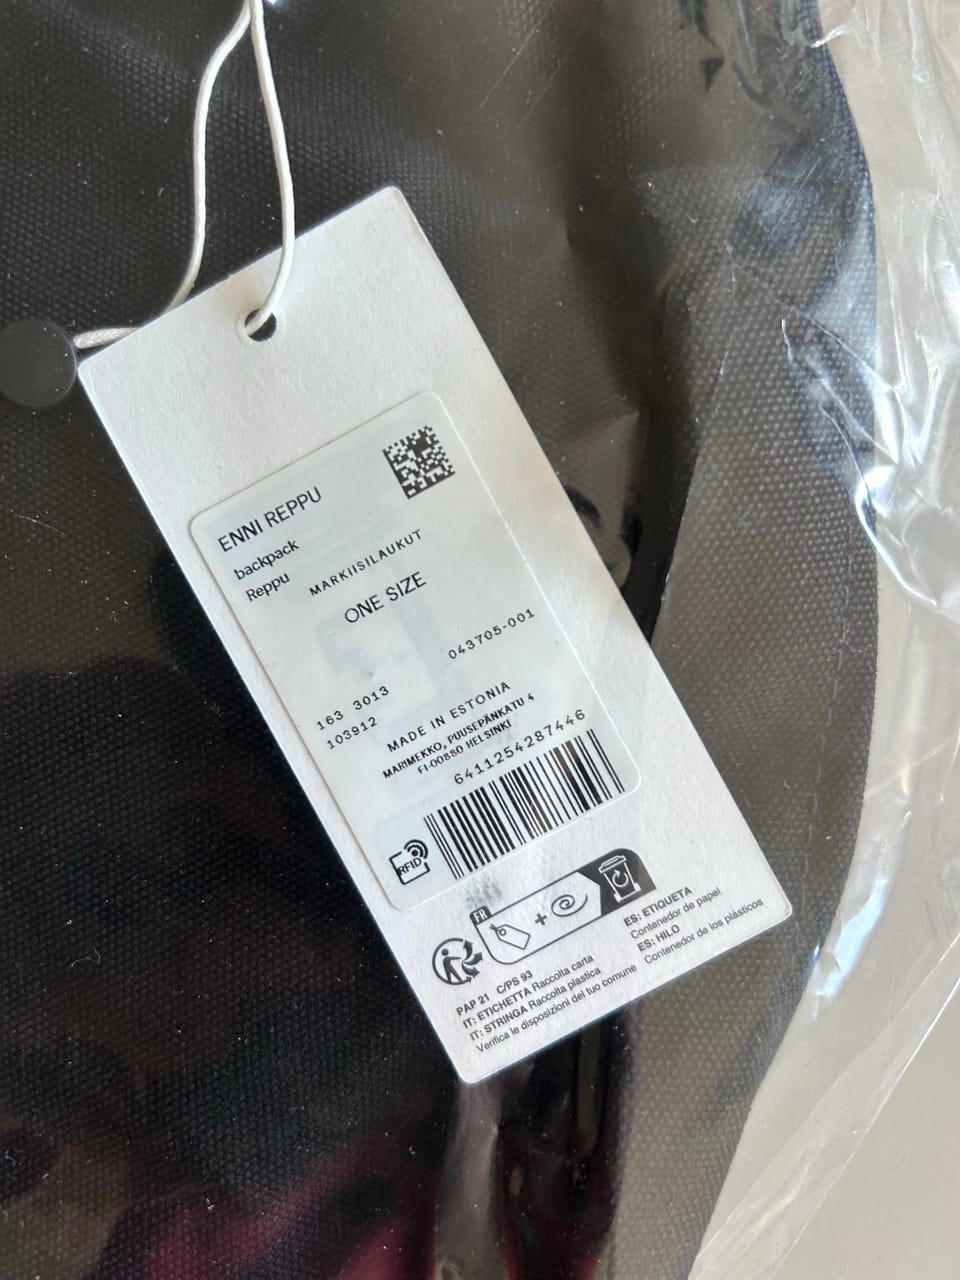 ENNI REPPU
backpack
Reppu
MARKIISILAUKUT
ONE SIZE
043705-001
163 3013
103912
MADE IN ESTONIA
MARIMEKKO, PUUSEPÄNKATU 4
FI-00880 HELSINKI
6411254287446
RFID
FR
+
PAP 21 C/PS 93
IT: ETICHETTA Raccolta carta
IT: STRINGA Raccolta plastica
Verifica le disposizioni del tuo comune
ES: ETIQUETA
Contenedor de papel
ES: HILO
Contenedor de los plásticos